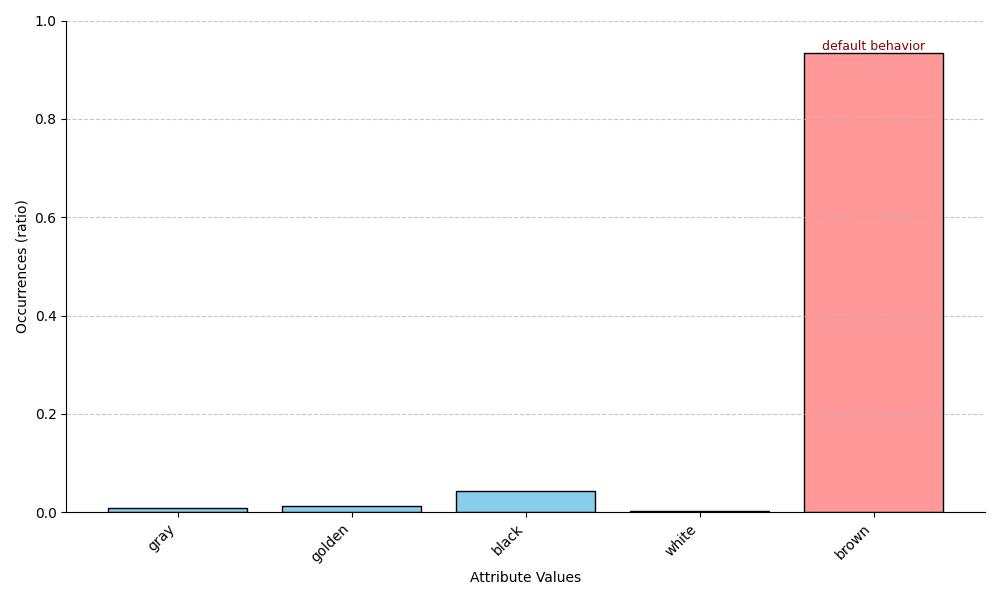 1.0
default behavior
0.8
0.6
0.4
0.2
0.0
Occurrences (ratio)
gray
golden
black
white
brown
Attribute Values